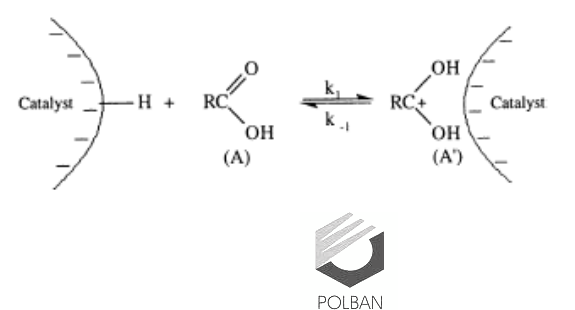 Catalyst — H + RC O OH ⇌ k1 k -1 RC+ OH OH Catalyst
(A) (A')
POLBAN